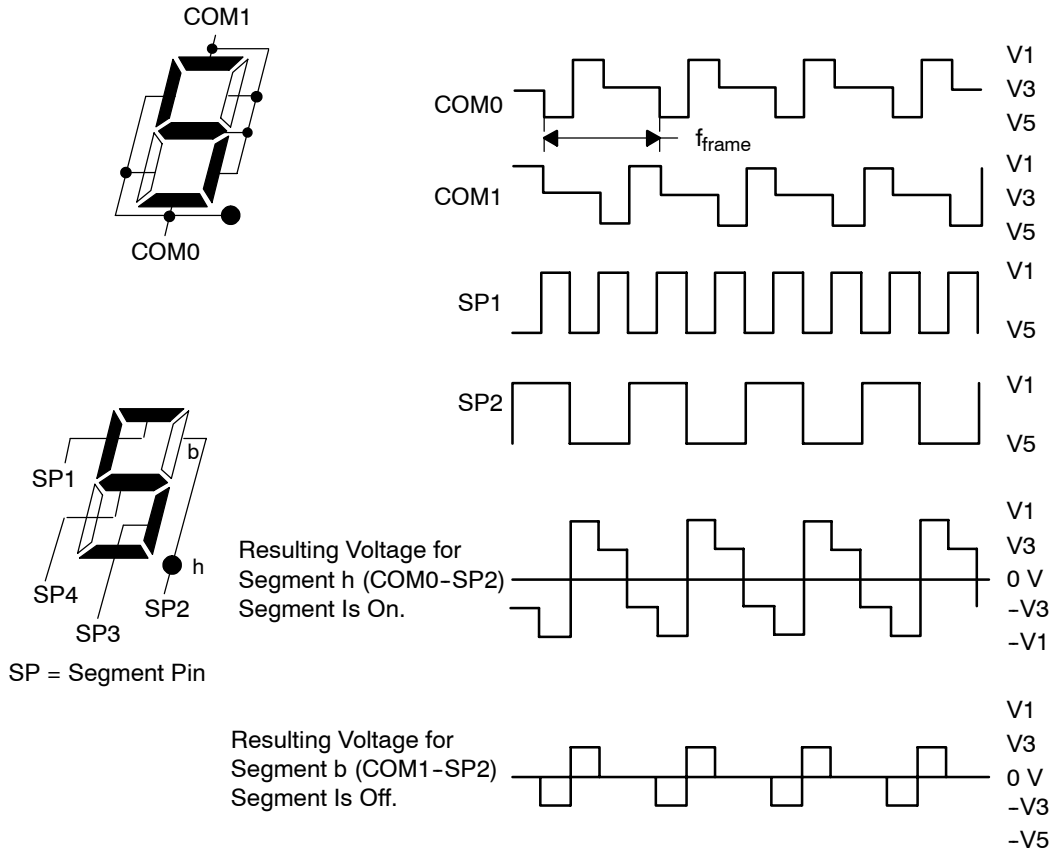 COM1
COM0
COM0
V1
V3
V5
f_frame
COM1
V1
V3
V5
SP1
V1
V5
SP2
V1
V5
b
SP1
h
SP4
SP3
SP2
SP = Segment Pin
Resulting Voltage for
Segment h (COM0-SP2)
Segment Is On.
V1
V3
0 V
-V3
-V1
Resulting Voltage for
Segment b (COM1-SP2)
Segment Is Off.
V1
V3
0 V
-V3
-V5